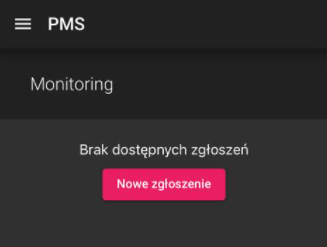 PMS
Monitoring
Brak dostępnych zgłoszeń
Nowe zgłoszenie